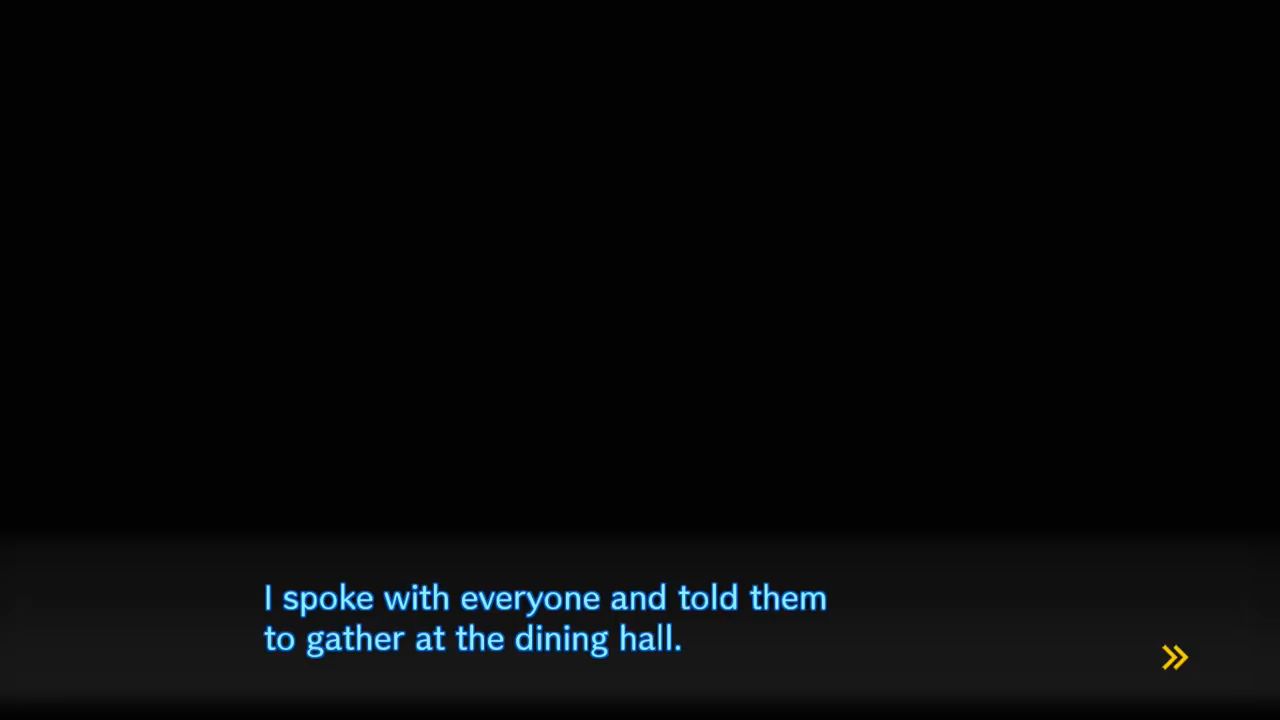 I spoke with everyone and told them
to gather at the dining hall.